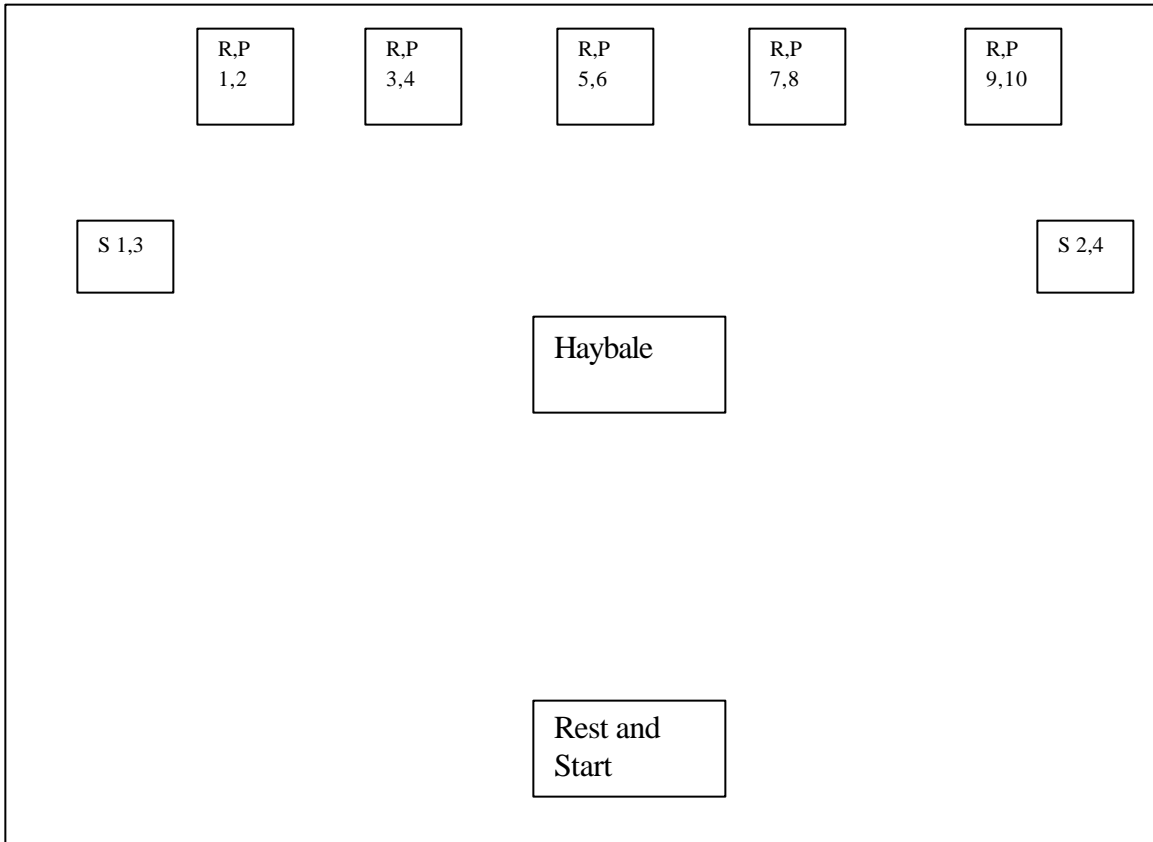 R,P
1,2
R,P
3,4
R,P
5,6
R,P
7,8
R,P
9,10
S 1,3
S 2,4
Haybale
Rest and
Start